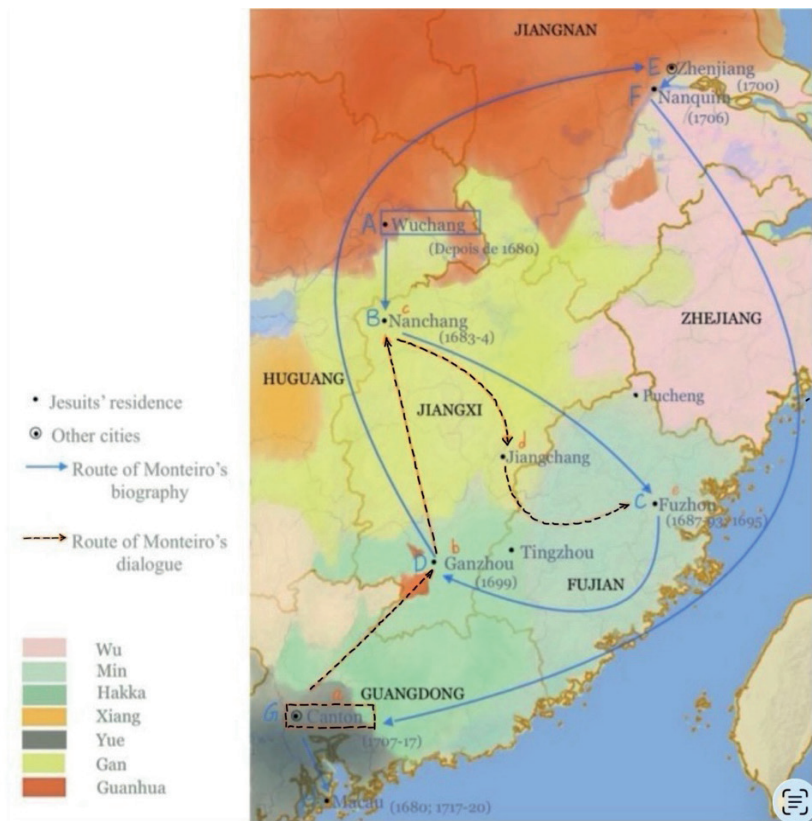 JIANGNAN
E Zhenjiang
(1700)
F Nanquim
(1706)
A Wuchang
(Depois de 1680)
c
B Nanchang
(1683-4)
ZHEJIANG
HUGUANG
JIANGXI
Pucheng
d
Jiangchang
e
C Fuzhou
(1687-93; 1695)
b
D Ganzhou
(1699)
Tingzhou
FUJIAN
a
GUANGDONG
G Canton
(1707-17)
Macau (1680; 1717-20)
Jesuits' residence
Other cities
Route of Monteiro's
biography
Route of Monteiro's
dialogue
Wu
Min
Hakka
Xiang
Yue
Gan
Guanhua